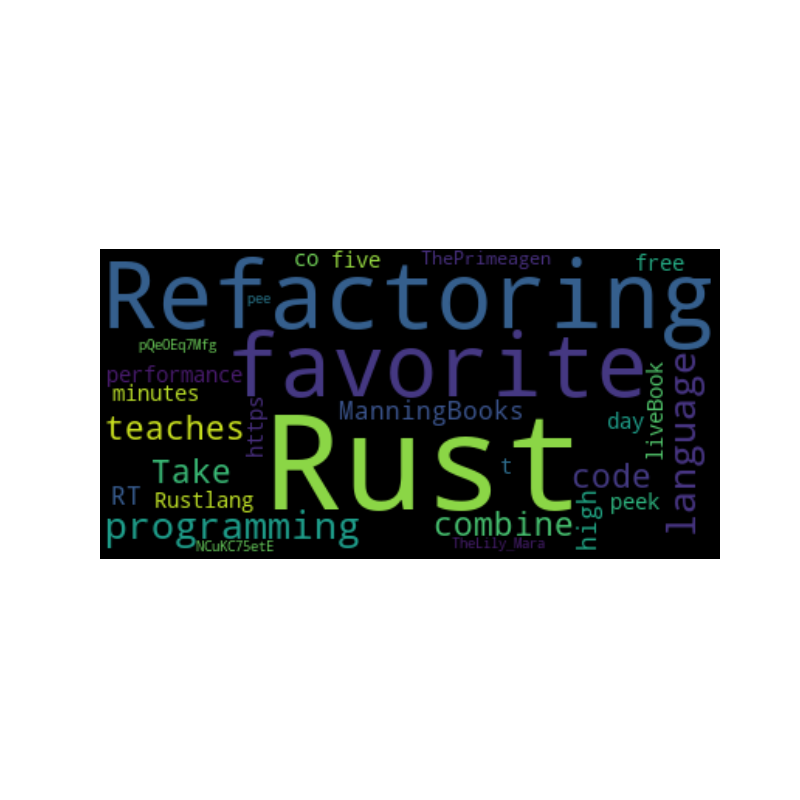 co five
ThePrimeagen
free
Refactoring
pee
pQeOEq7Mfg
favorite
performance
minutes
https
ManningBooks
liveBook
language
teaches
day
Rust
Take
t
code
RT
Rustlang
high
peek
programming
combine
NCuKC75etE
TheLily_Mara